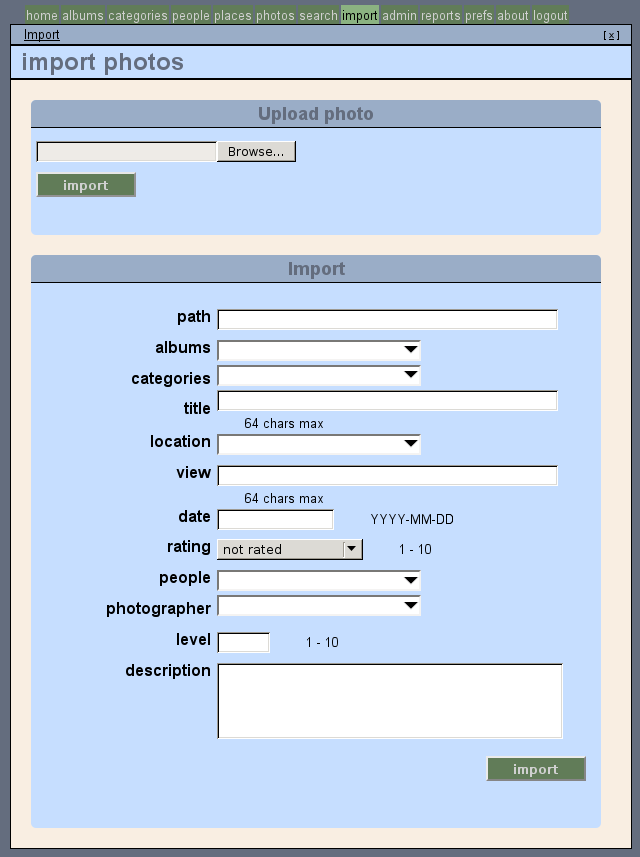 home albums categories people places photos search import admin reports prefs about logout
Import [x]
import photos
Upload photo
Browse...
import
Import
path
albums
categories
title
64 chars max
location
view
64 chars max
date YYYY-MM-DD
rating not rated 1 - 10
people
photographer
level 1 - 10
description
import